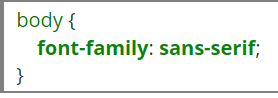 body {
    font-family: sans-serif;
}